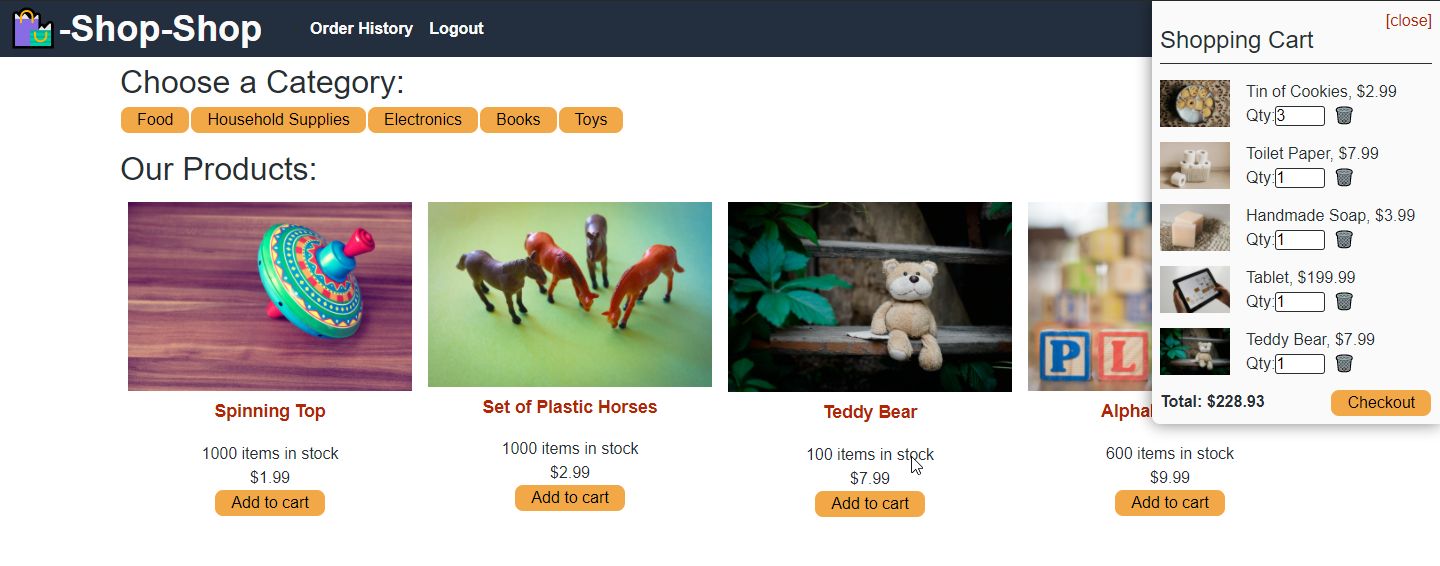 -Shop-Shop
Order History
Logout
Choose a Category:
Food
Household Supplies
Electronics
Books
Toys
Our Products:
Spinning Top
1000 items in stock
$1.99
Add to cart
Set of Plastic Horses
1000 items in stock
$2.99
Add to cart
Teddy Bear
100 items in stock
$7.99
Add to cart
P L
600 items in stock
$9.99
Add to cart
[close]
Shopping Cart
Tin of Cookies, $2.99
Qty:3
Toilet Paper, $7.99
Qty:1
Handmade Soap, $3.99
Qty:1
Tablet, $199.99
Qty:1
Teddy Bear, $7.99
Qty:1
Total: $228.93
Checkout